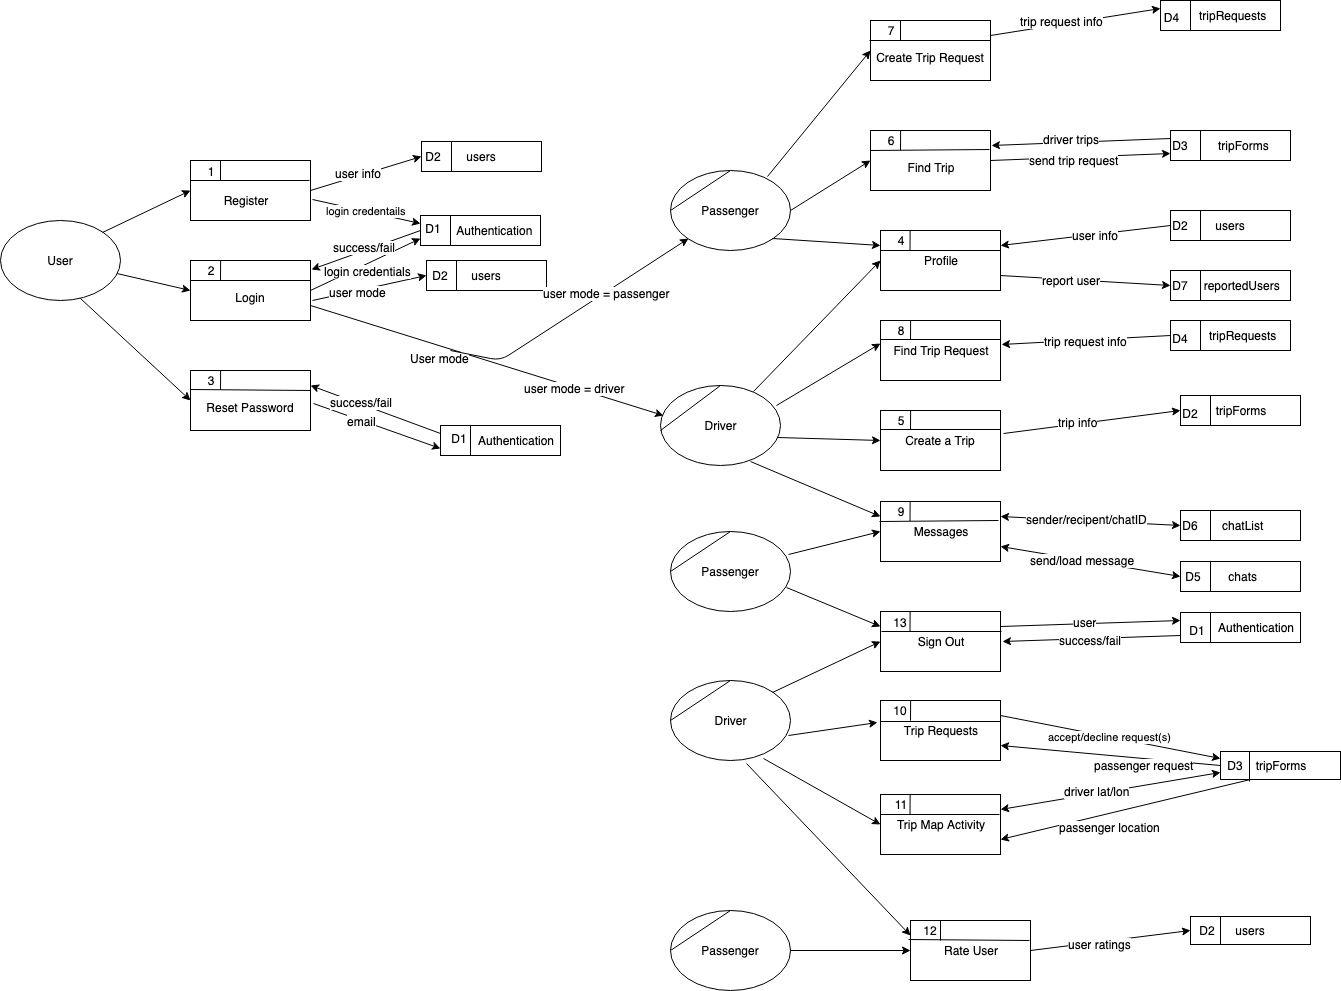 User
1
Register
user info
D2 users
login credentails
D1 Authentication
2
Login
success/fail
login credentials
user mode
D2 users
User mode
user mode = passenger
user mode = driver
3
Reset Password
success/fail
email
D1 Authentication
Passenger
7
Create Trip Request
trip request info
D4 tripRequests
6
Find Trip
driver trips
send trip request
D3 tripForms
4
Profile
user info
D2 users
report user
D7 reportedUsers
Driver
8
Find Trip Request
trip request info
D4 tripRequests
5
Create a Trip
trip info
D2 tripForms
9
Messages
sender/recipent/chatID
D6 chatList
send/load message
D5 chats
Passenger
13
Sign Out
user
success/fail
D1 Authentication
Driver
10
Trip Requests
accept/decline request(s)
passenger request
D3 tripForms
11
Trip Map Activity
driver lat/lon
passenger location
Passenger
12
Rate User
user ratings
D2 users